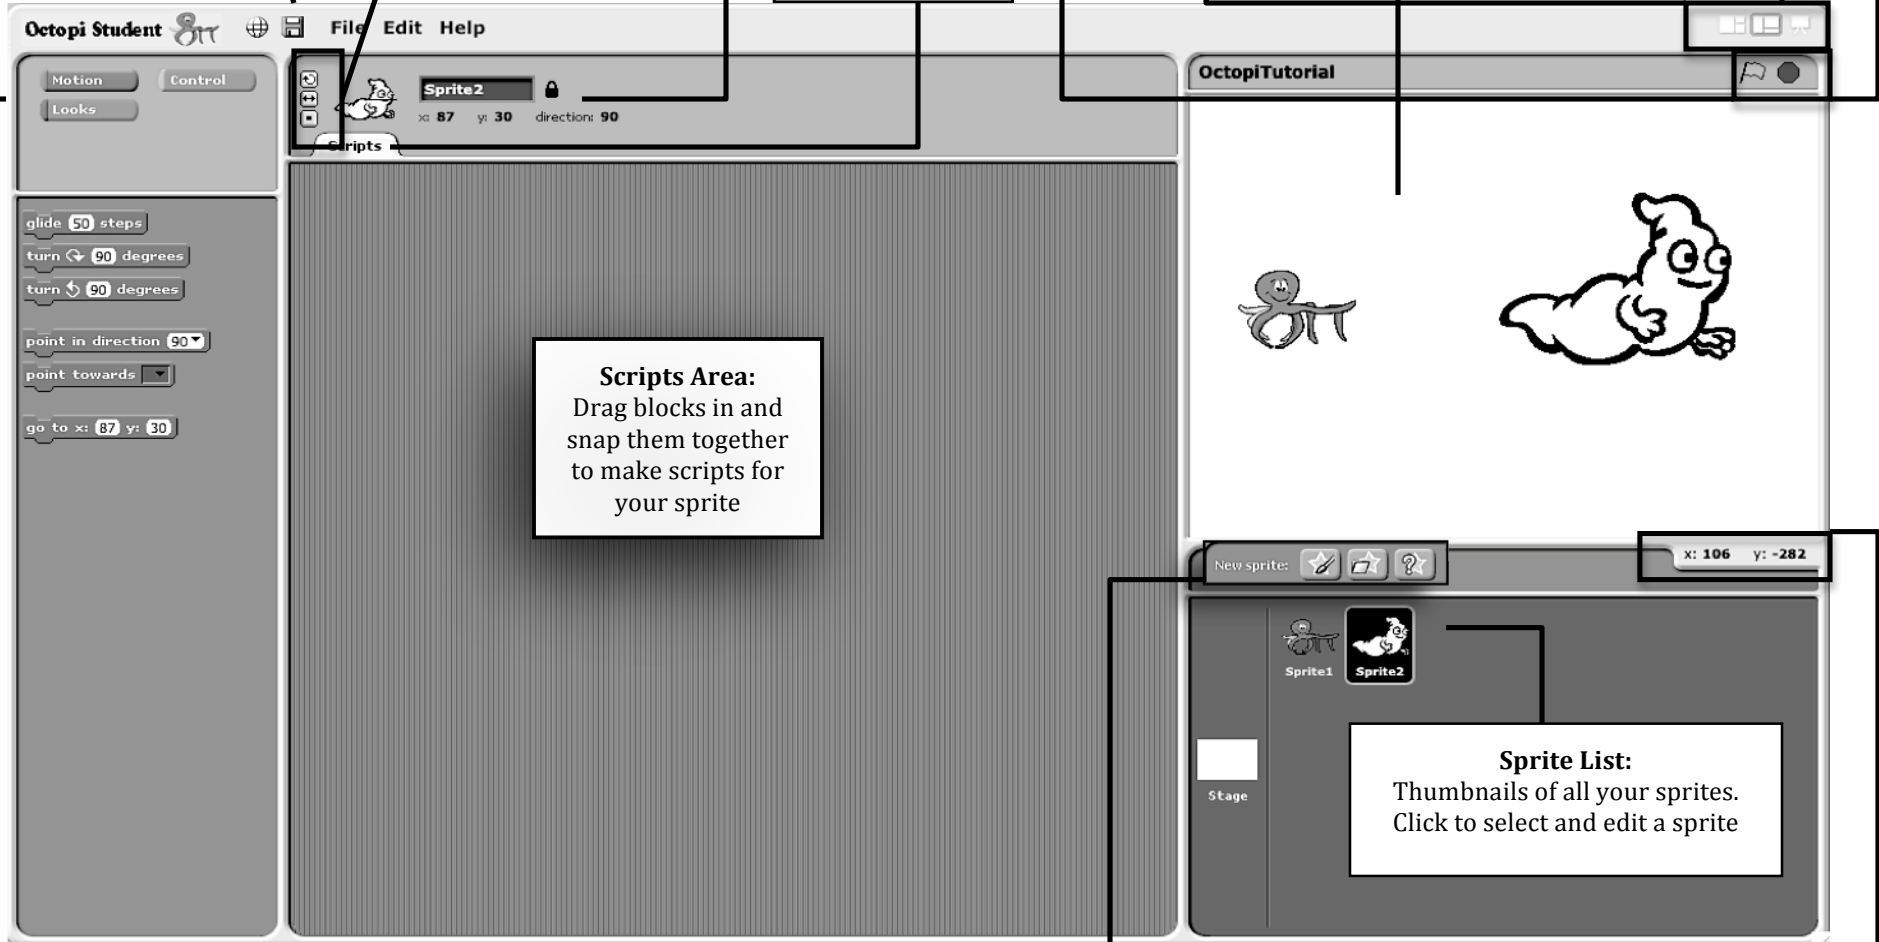 Octopi Student File Edit Help
Motion Control
Looks
Sprite2
x: 87 y: 30 direction: 90
Scripts
OctopiTutorial
glide 50 steps
turn 90 degrees
turn 90 degrees
point in direction 90
point towards
go to x: 87 y: 30
Scripts Area:
Drag blocks in and
snap them together
to make scripts for
your sprite
x: 106 y: -282
New sprite:
Sprite1 Sprite2
Stage
Sprite List:
Thumbnails of all your sprites.
Click to select and edit a sprite